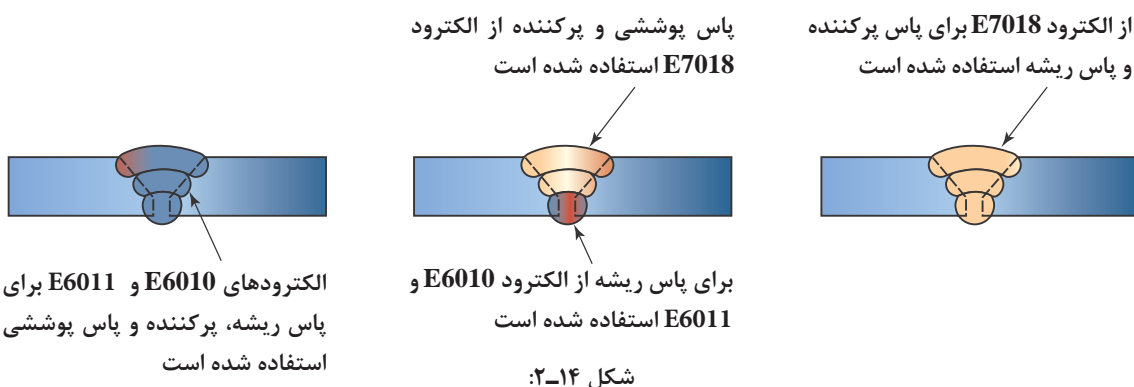 از الکترود E7018 برای پاس پرکننده
و پاس ریشه استفاده شده است
پاس پوششی و پرکننده از الکترود
E7018 استفاده شده است
برای پاس ریشه از الکترود E6010 و
E6011 استفاده شده است
الکترودهای E6010 و E6011 برای
پاس ریشه، پرکننده و پاس پوششی
استفاده شده است
شکل ۱۴ـ۲: